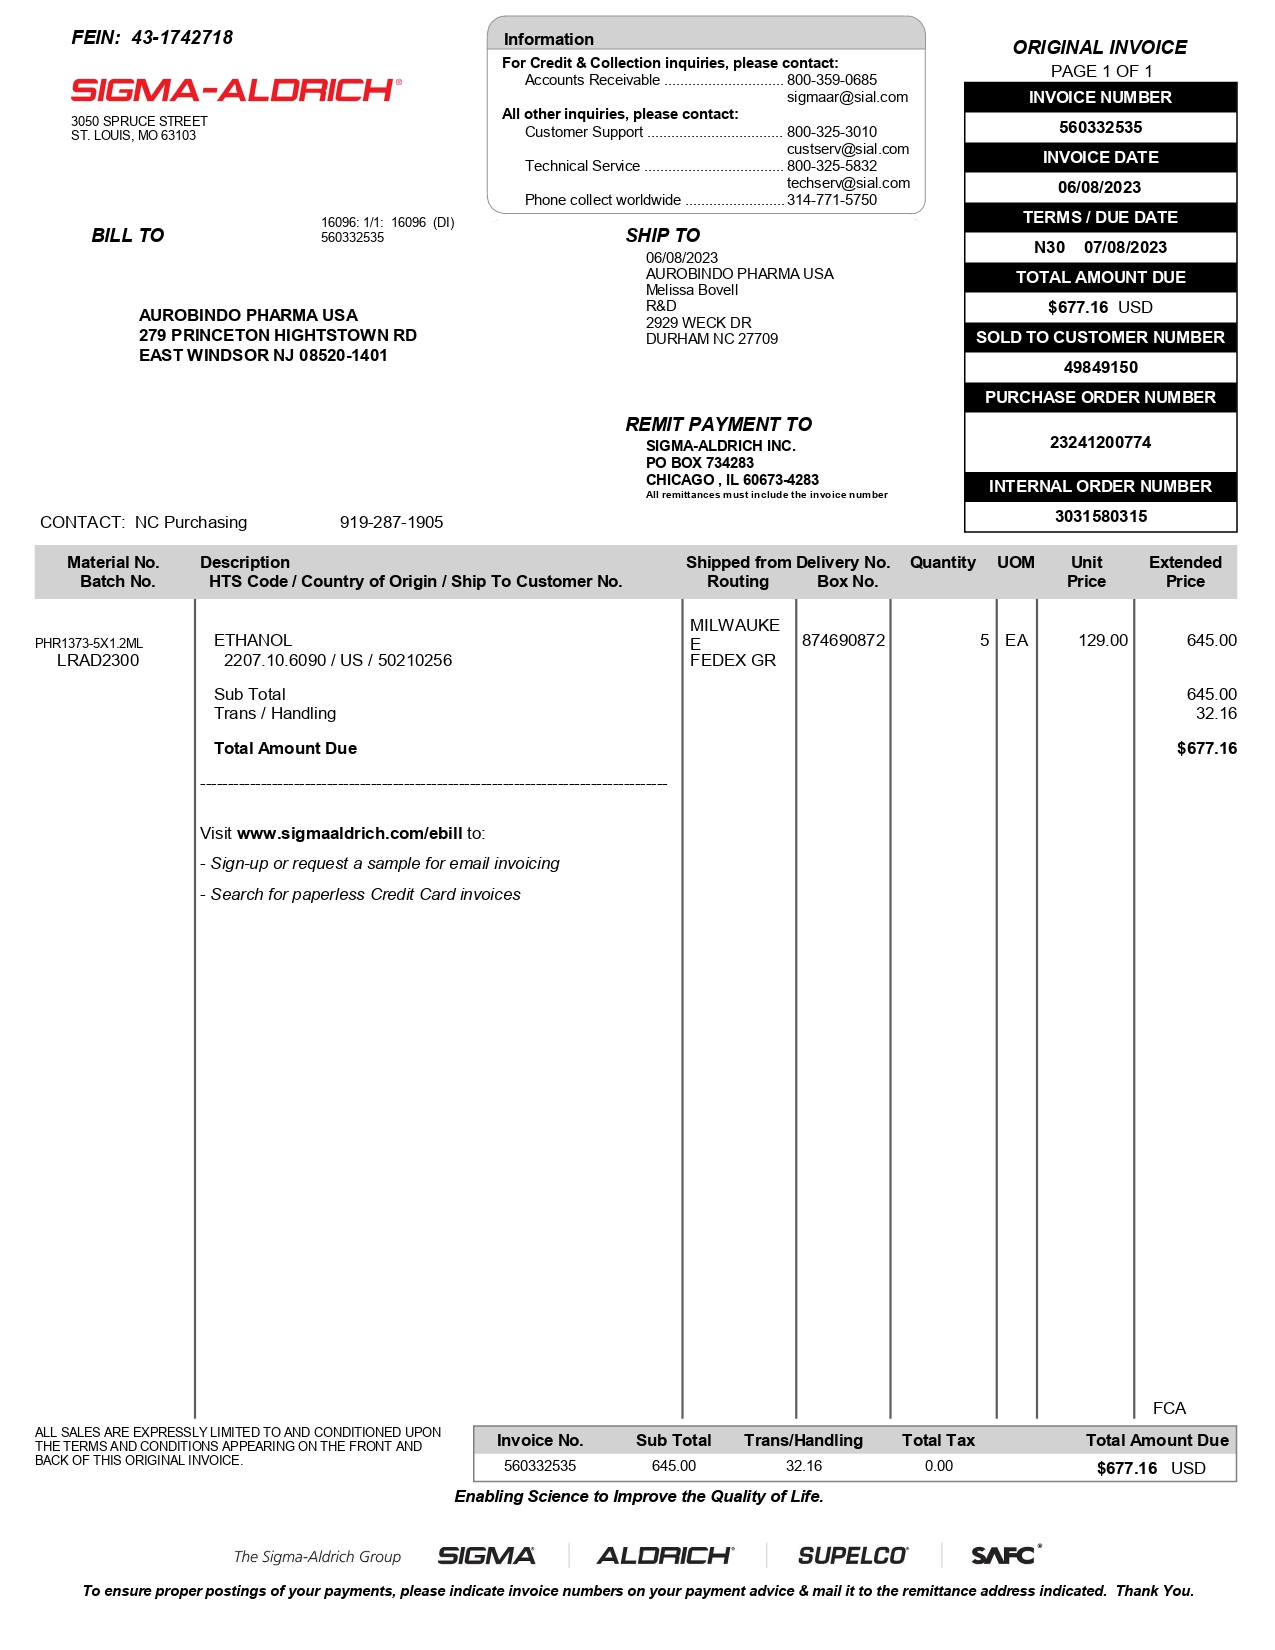 FEIN: 43-1742718
SIGMA-ALDRICH®
3050 SPRUCE STREET
ST. LOUIS, MO 63103
Information
For Credit & Collection inquiries, please contact:
Accounts Receivable .............................. 800-359-0685
sigmaar@sial.com
All other inquiries, please contact:
Customer Support .................................. 800-325-3010
custserv@sial.com
Technical Service ................................... 800-325-5832
techserv@sial.com
Phone collect worldwide ......................... 314-771-5750
ORIGINAL INVOICE
PAGE 1 OF 1
INVOICE NUMBER
560332535
INVOICE DATE
06/08/2023
TERMS / DUE DATE
N30 07/08/2023
TOTAL AMOUNT DUE
$677.16 USD
SOLD TO CUSTOMER NUMBER
49849150
PURCHASE ORDER NUMBER
23241200774
INTERNAL ORDER NUMBER
3031580315
16096: 1/1: 16096 (DI)
560332535
BILL TO
AUROBINDO PHARMA USA
279 PRINCETON HIGHTSTOWN RD
EAST WINDSOR NJ 08520-1401
SHIP TO
06/08/2023
AUROBINDO PHARMA USA
Melissa Bovell
R&D
2929 WECK DR
DURHAM NC 27709
REMIT PAYMENT TO
SIGMA-ALDRICH INC.
PO BOX 734283
CHICAGO , IL 60673-4283
All remittances must include the invoice number
CONTACT: NC Purchasing 919-287-1905
Material No. Description Shipped from Delivery No. Quantity UOM Unit Extended
Batch No. HTS Code / Country of Origin / Ship To Customer No. Routing Box No. Price Price
MILWAUKE
PHR1373-5X1.2ML ETHANOL E 874690872 5 EA 129.00 645.00
LRAD2300 2207.10.6090 / US / 50210256 FEDEX GR
Sub Total 645.00
Trans / Handling 32.16
Total Amount Due $677.16
-------------------------------------------------------------------------------------
Visit www.sigmaaldrich.com/ebill to:
- Sign-up or request a sample for email invoicing
- Search for paperless Credit Card invoices
FCA
ALL SALES ARE EXPRESSLY LIMITED TO AND CONDITIONED UPON
THE TERMS AND CONDITIONS APPEARING ON THE FRONT AND
BACK OF THIS ORIGINAL INVOICE.
Invoice No. Sub Total Trans/Handling Total Tax Total Amount Due
560332535 645.00 32.16 0.00 $677.16 USD
Enabling Science to Improve the Quality of Life.
The Sigma-Aldrich Group SIGMA® ALDRICH® SUPELCO® SAFC®
To ensure proper postings of your payments, please indicate invoice numbers on your payment advice & mail it to the remittance address indicated. Thank You.